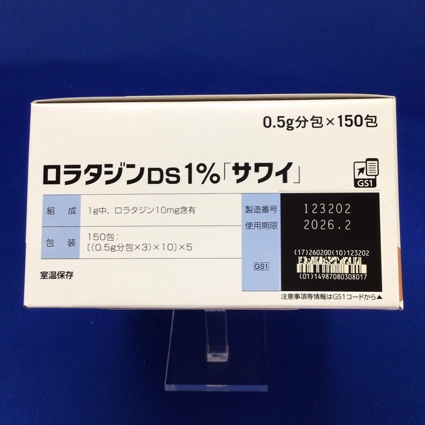 0.5g分包×150包
ロラタジンDS1%「サワイ」
GS1
組成 1g中、ロラタジン10mg含有
製造番号 123202
使用期限 2026.2
包装 150包:
[(0.5g分包×3)×10]×5
(17)260200(10)123202
GS1
(01)14987080308017
室温保存
注意事項等情報はGS1コードから▲